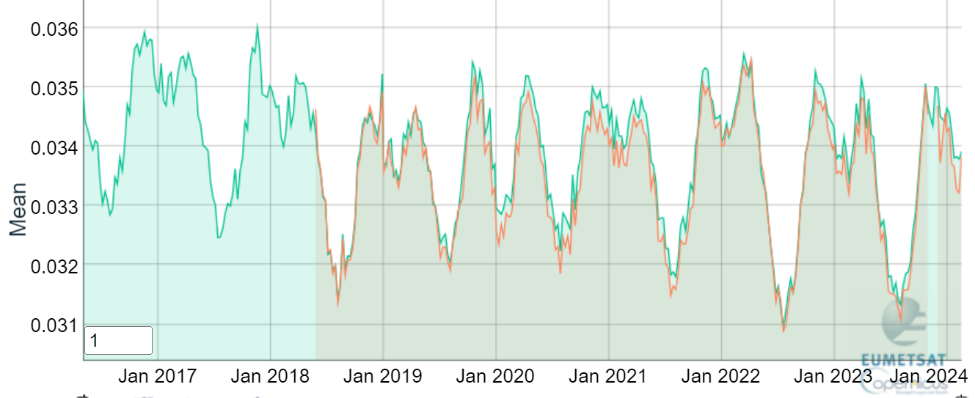 0.036
0.035
0.034
0.033
0.032
0.031
Mean
1
EUMETSAT
Jan 2017
Jan 2018
Jan 2019
Jan 2020
Jan 2021
Jan 2022
Jan 2023
Jan 2024
opernicus